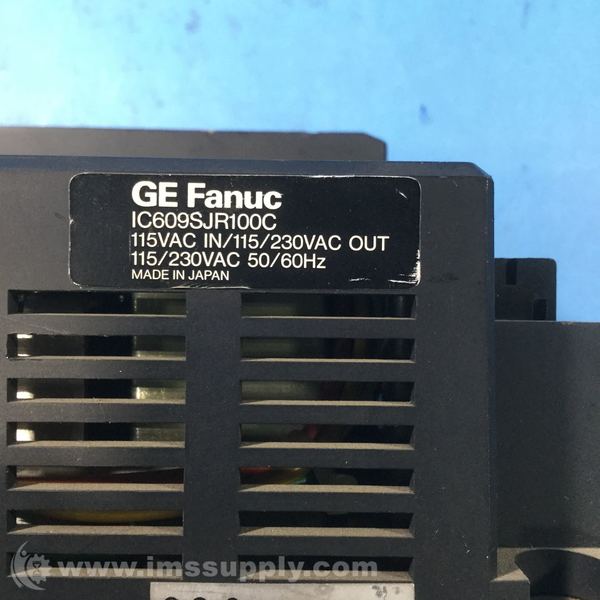 GE Fanuc
IC609SJR100C
115VAC IN/115/230VAC OUT
115/230VAC 50/60Hz
MADE IN JAPAN
www.imssupply.com